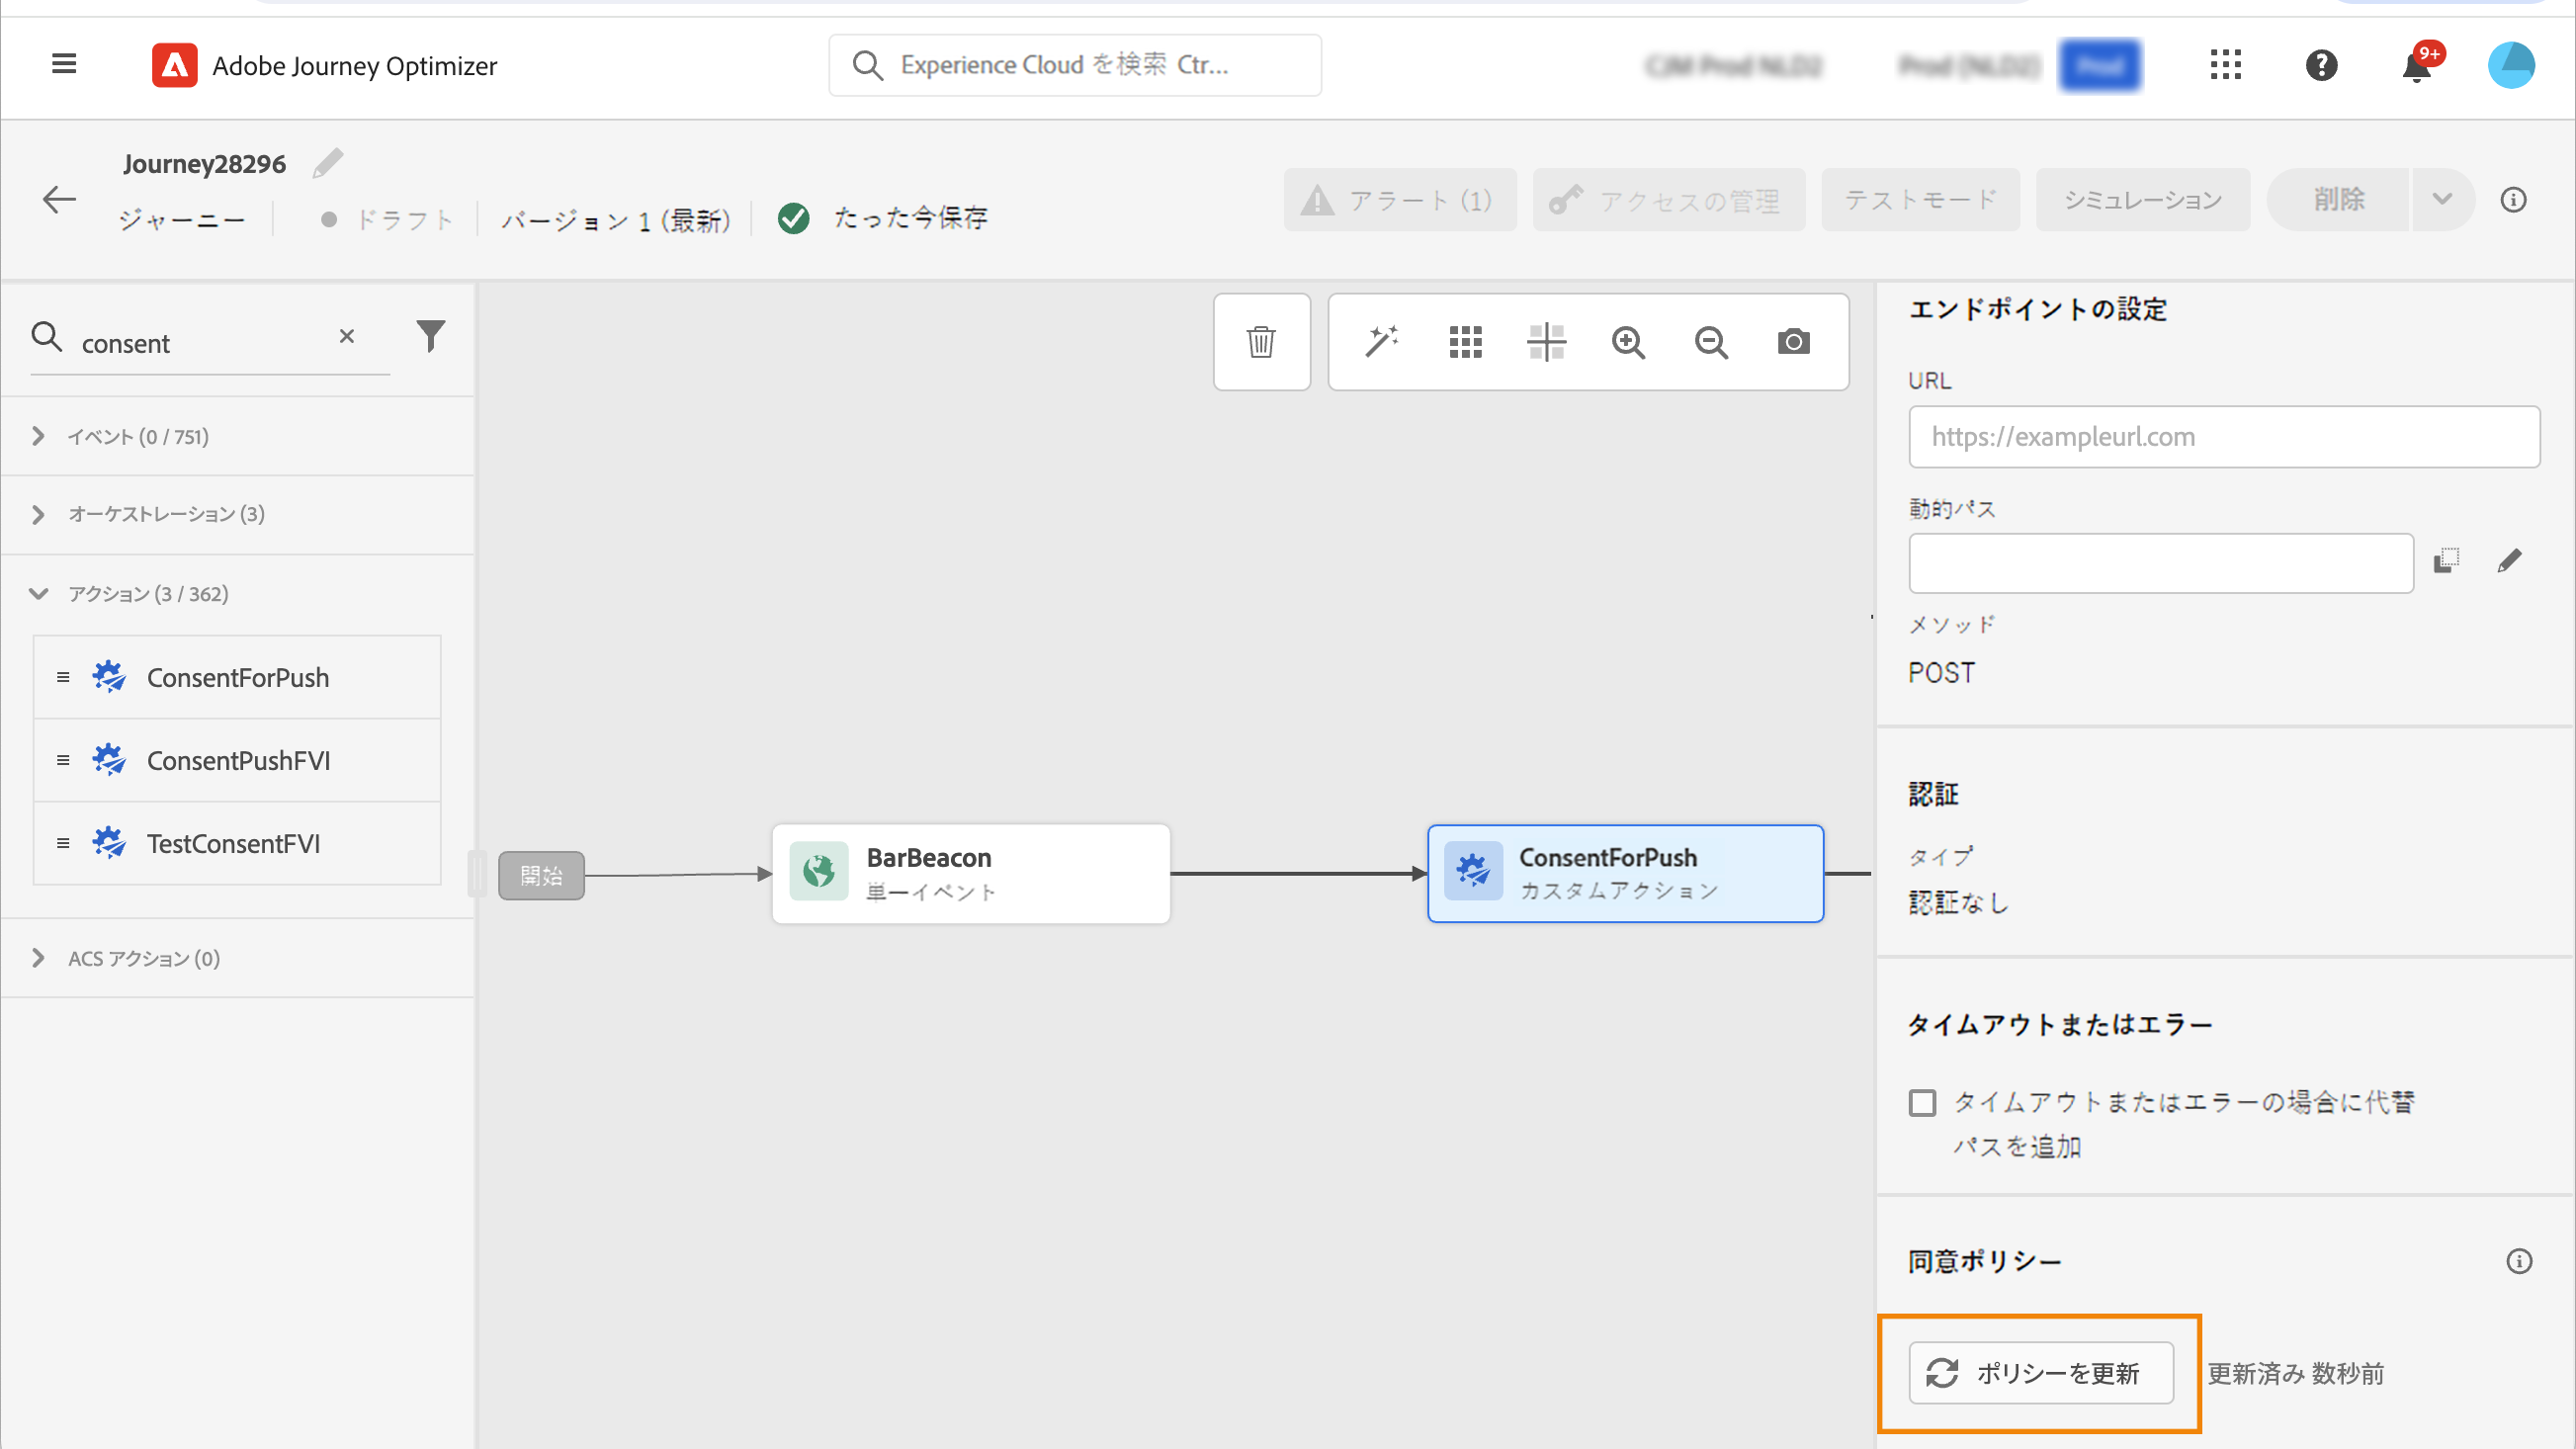 Adobe Journey Optimizer
Experience Cloud を検索 Ctr...
9+
Journey28296
ジャーニー
ドラフト
バージョン 1 (最新)
たった今保存
アラート (1)
アクセスの管理
テストモード
シミュレーション
削除
consent
イベント (0 / 751)
オーケストレーション (3)
アクション (3 / 362)
ConsentForPush
ConsentPushFVI
TestConsentFVI
ACS アクション (0)
開始
BarBeacon
単一イベント
ConsentForPush
カスタムアクション
エンドポイントの設定
URL
https://exampleurl.com
動的パス
メソッド
POST
認証
タイプ
認証なし
タイムアウトまたはエラー
タイムアウトまたはエラーの場合に代替
パスを追加
同意ポリシー
ポリシーを更新
更新済み 数秒前